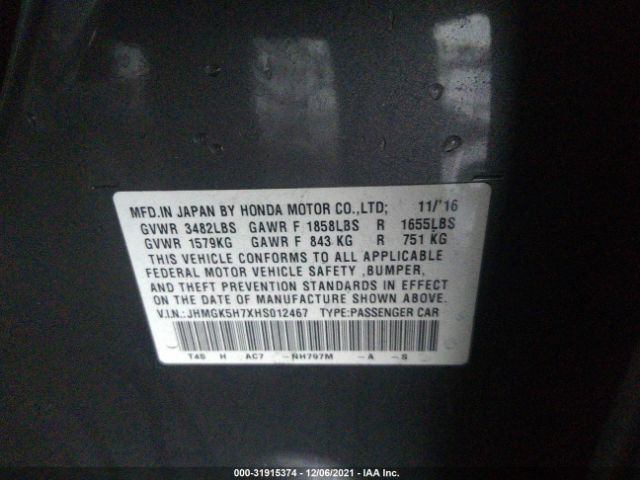 MFD.IN JAPAN BY HONDA MOTOR CO.,LTD; 11/'16
GVWR 3482LBS GAWR F 1858LBS R 1655LBS
GVWR 1579KG GAWR F 843 KG R 751 KG
THIS VEHICLE CONFORMS TO ALL APPLICABLE
FEDERAL MOTOR VEHICLE SAFETY ,BUMPER,
AND THEFT PREVENTION STANDARDS IN EFFECT
ON THE DATE OF MANUFACTURE SHOWN ABOVE.
V.I.N.: JHMGK5H7XHS012467 TYPE:PASSENGER CAR
T4S H AC7 -NH797M -A -S
000-31915374 - 12/06/2021 - IAA Inc.